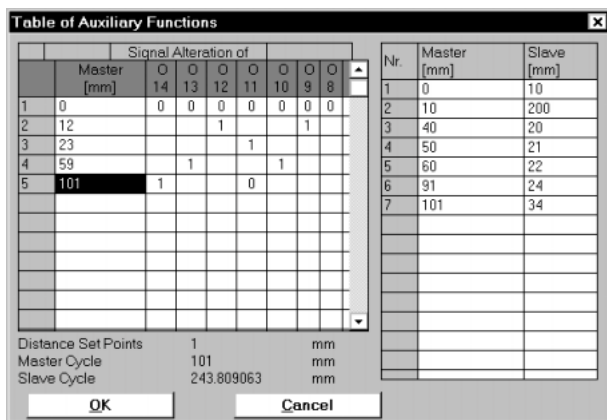 Table of Auxiliary Functions
Signal Alteration of
Master [mm] O 14 O 13 O 12 O 11 O 10 O 9 O 8
1 0 0 0 0 0 0 0 0
2 12 1 1
3 23 1
4 59 1 1
5 101 1 0
Distance Set Points 1 mm
Master Cycle 101 mm
Slave Cycle 243.809063 mm
OK Cancel
Nr. Master [mm] Slave [mm]
1 0 10
2 10 200
3 40 20
4 50 21
5 60 22
6 91 24
7 101 34